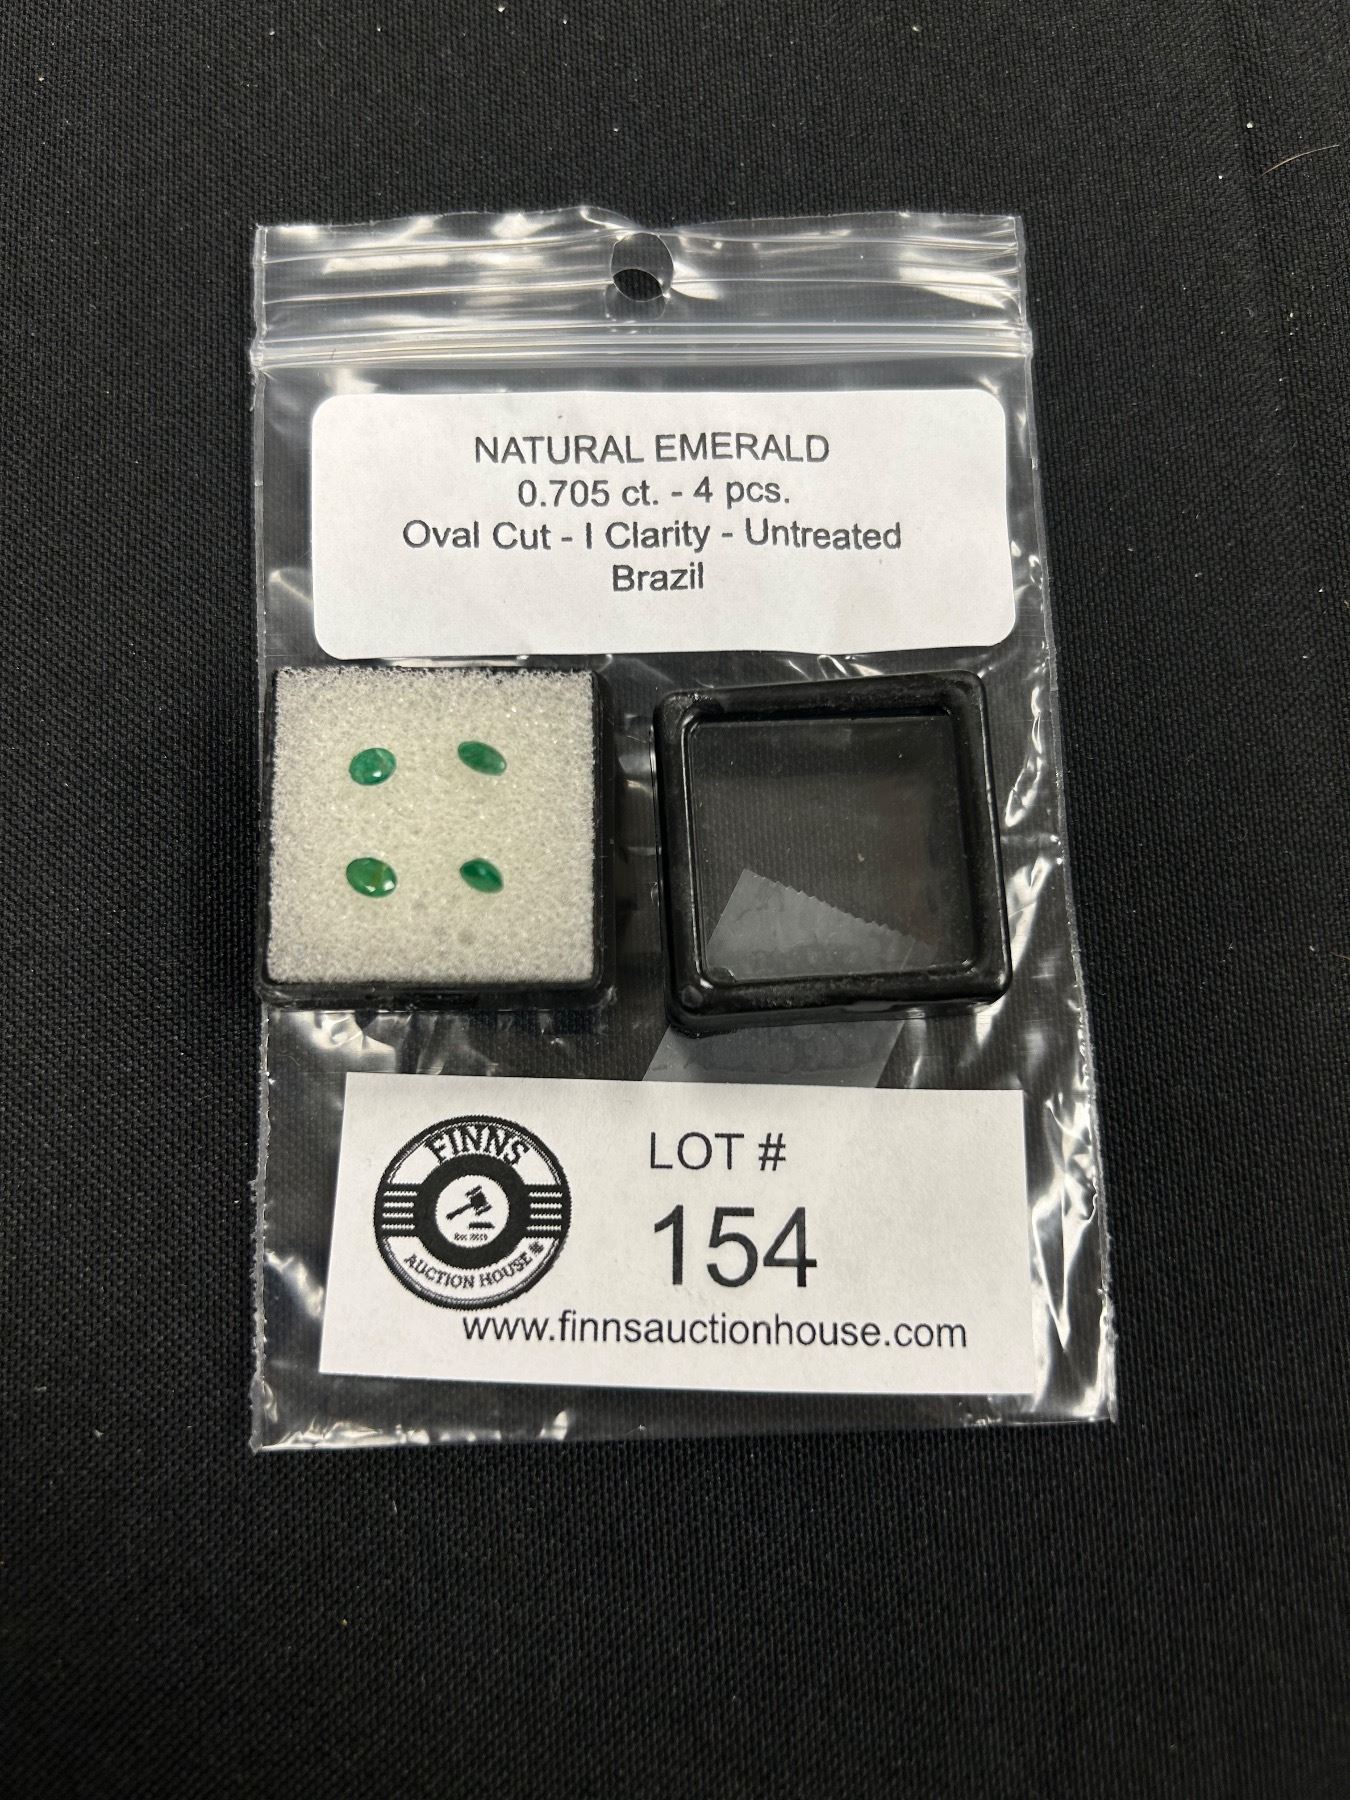 NATURAL EMERALD
0.705 ct. - 4 pcs.
Oval Cut - I Clarity - Untreated
Brazil
FINNS
AUCTION HOUSE
LOT #
154
www.finnsauctionhouse.com